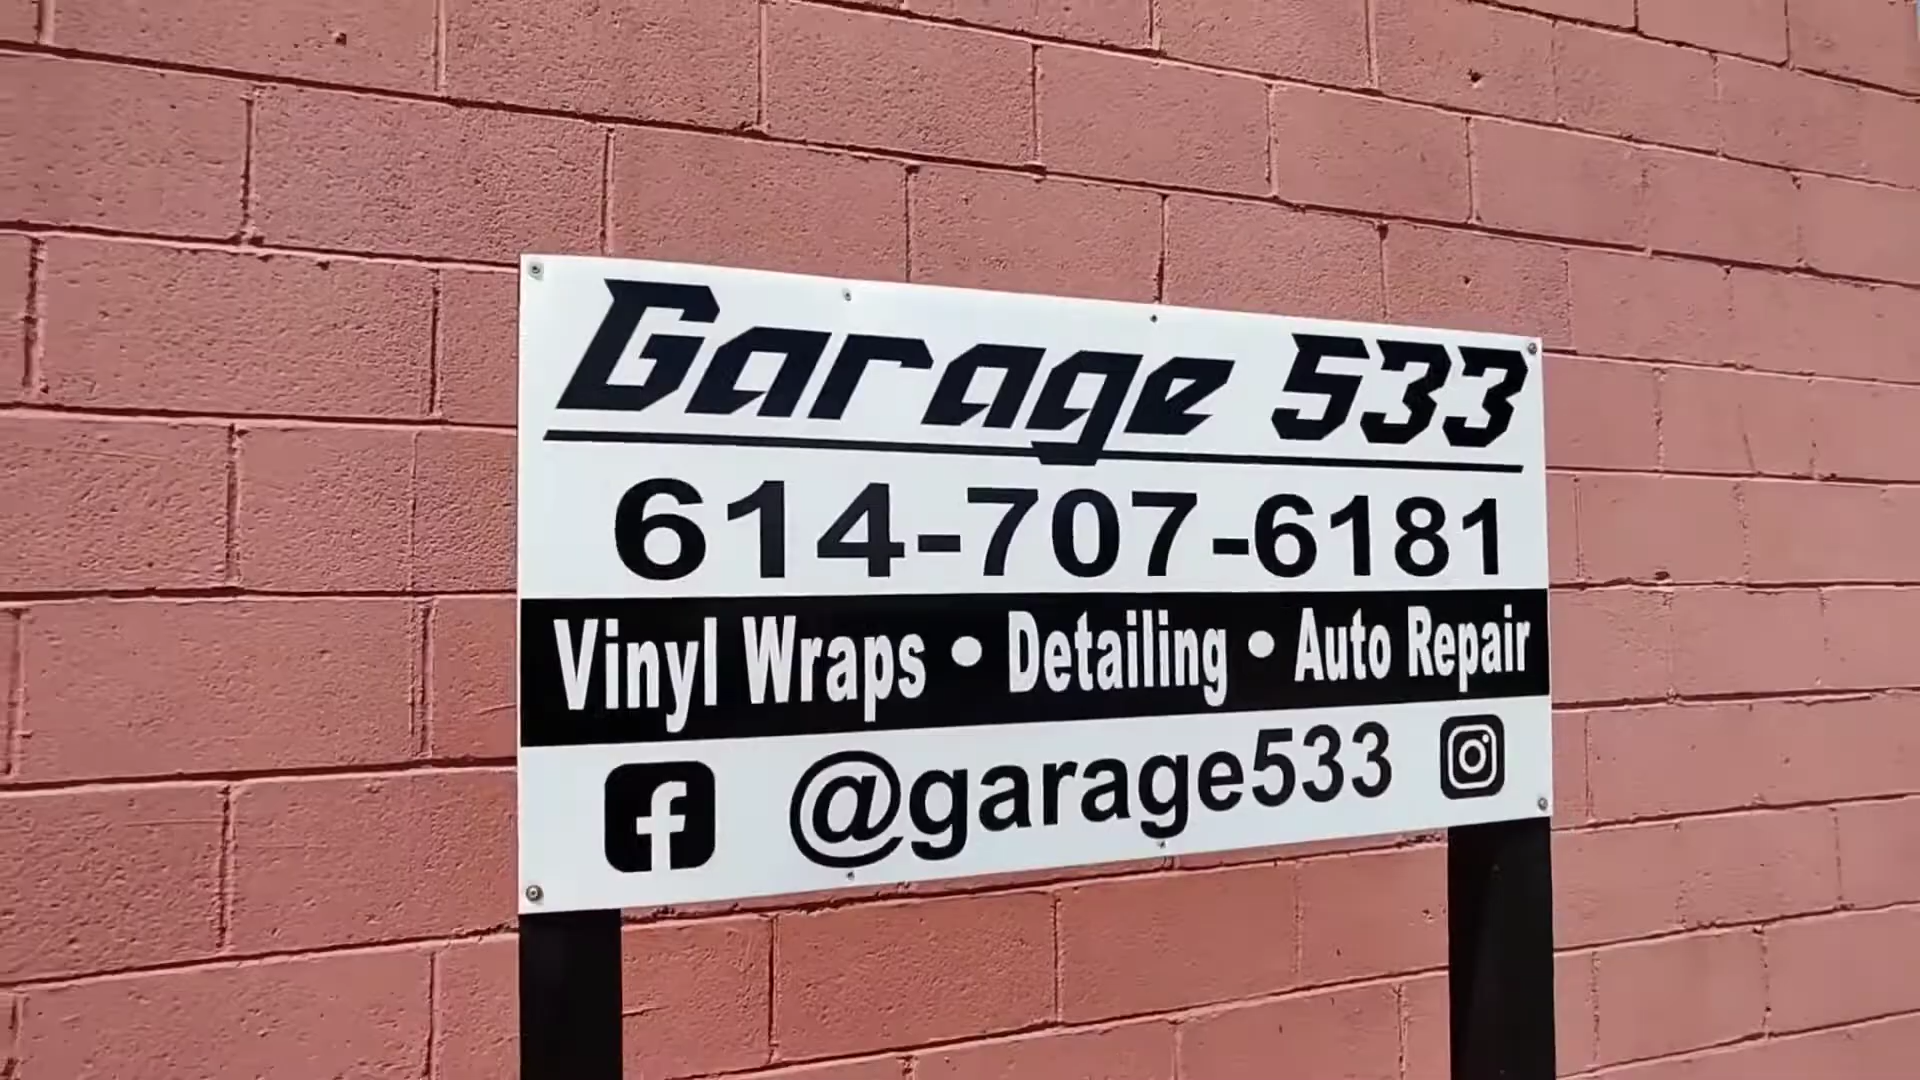 Garage 533
614-707-6181
Vinyl Wraps • Detailing • Auto Repair
@garage533